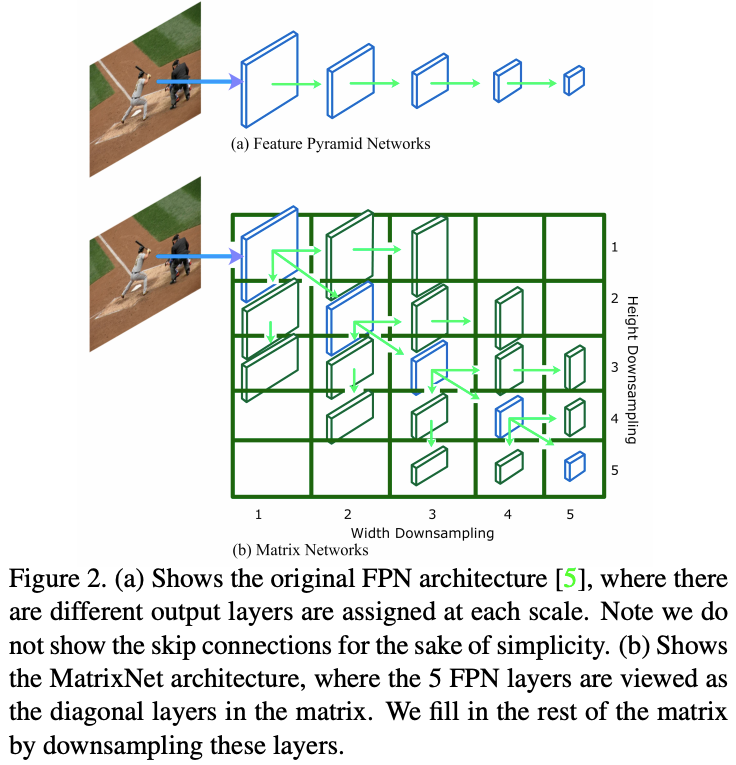 (a) Feature Pyramid Networks
1
2
3
4
5
Height Downsampling
1 2 3 4 5
Width Downsampling
(b) Matrix Networks
Figure 2. (a) Shows the original FPN architecture [5], where there
are different output layers are assigned at each scale. Note we do
not show the skip connections for the sake of simplicity. (b) Shows
the MatrixNet architecture, where the 5 FPN layers are viewed as
the diagonal layers in the matrix. We fill in the rest of the matrix
by downsampling these layers.